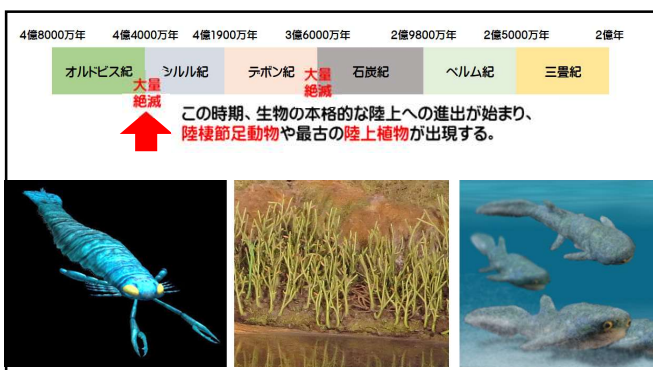 4億8000万年 4億4000万年 4億1900万年 3億6000万年 2億9800万年 2億5000万年 2億年
オルドビス紀 シルル紀 デボン紀 石炭紀 ペルム紀 三畳紀
大量 大量
絶滅 絶滅
この時期、生物の本格的な陸上への進出が始まり、
陸棲節足動物や最古の陸上植物が出現する。